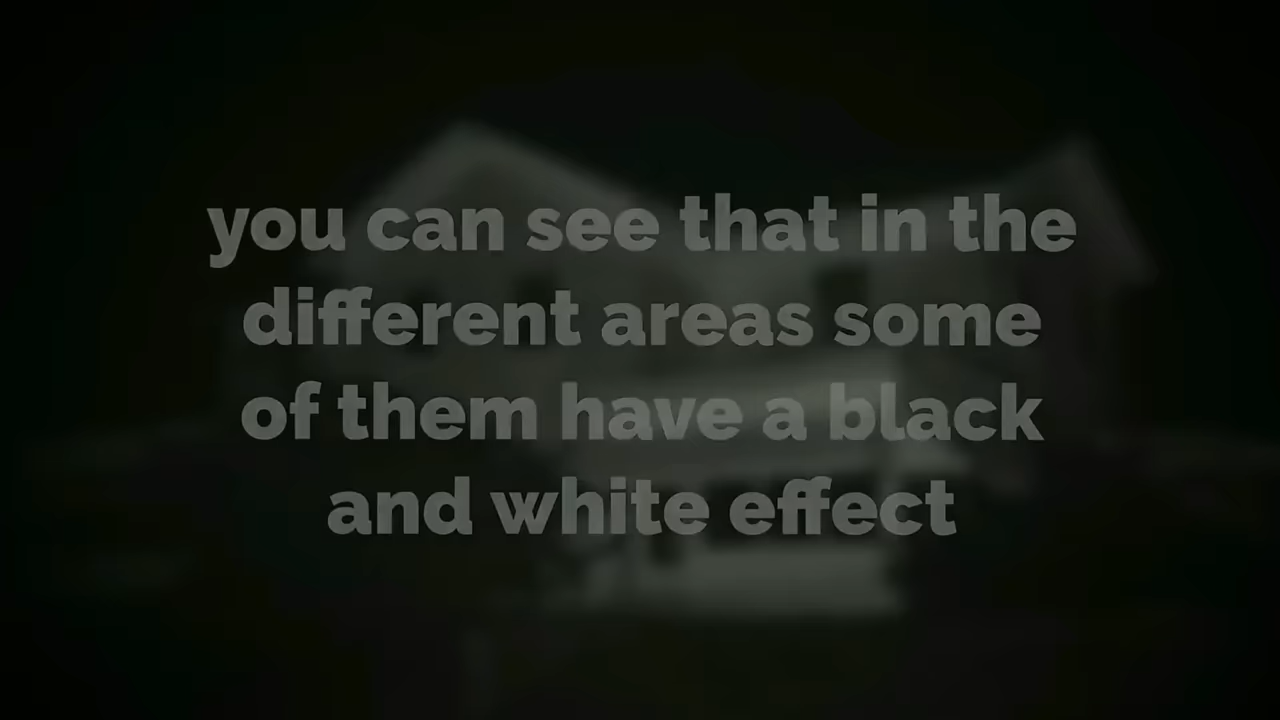 you can see that in the
different areas some
of them have a black
and white effect